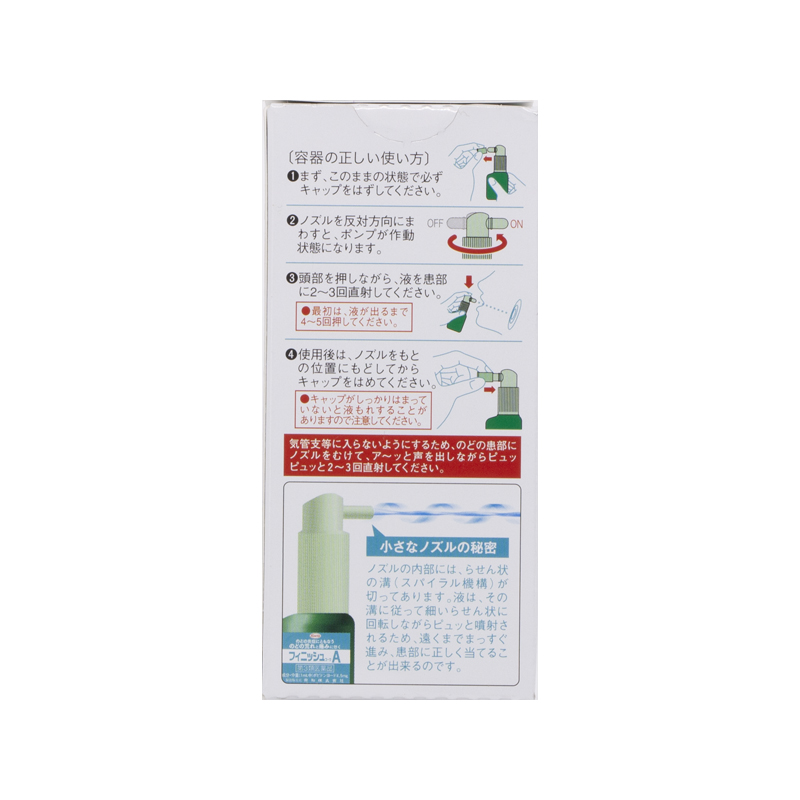 〔容器の正しい使い方〕
❶まず、このままの状態で必ず
キャップをはずしてください。
❷ノズルを反対方向にま
わすと、ポンプが作動
状態になります。
OFF
ON
❸頭部を押しながら、液を患部
に2〜3回直射してください。
●最初は、液が出るまで
4〜5回押してください。
❹使用後は、ノズルをもと
の位置にもどしてから
キャップをはめてください。
●キャップがしっかりはまって
いないと液もれすることが
ありますので注意してください。
気管支等に入らないようにするため、のどの患部に
ノズルをむけて、ア〜ッと声を出しながらピュッ
ピュッと2〜3回直射してください。
小さなノズルの秘密
ノズルの内部には、らせん状
の溝(スパイラル機構)が
切ってあります。液は、その
溝に従って細いらせん状に
回転しながらピュッと噴射さ
れるため、遠くまでまっすぐ
進み、患部に正しく当てるこ
とが出来るのです。
フィニッシュ A
第3類医薬品